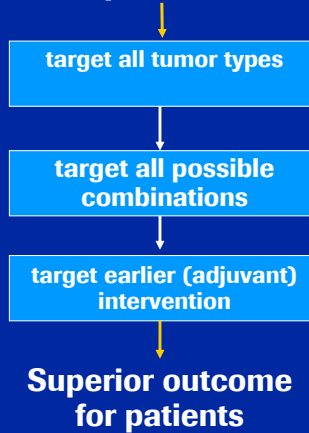 target all tumor types
target all possible
combinations
target earlier (adjuvant)
intervention
Superior outcome
for patients